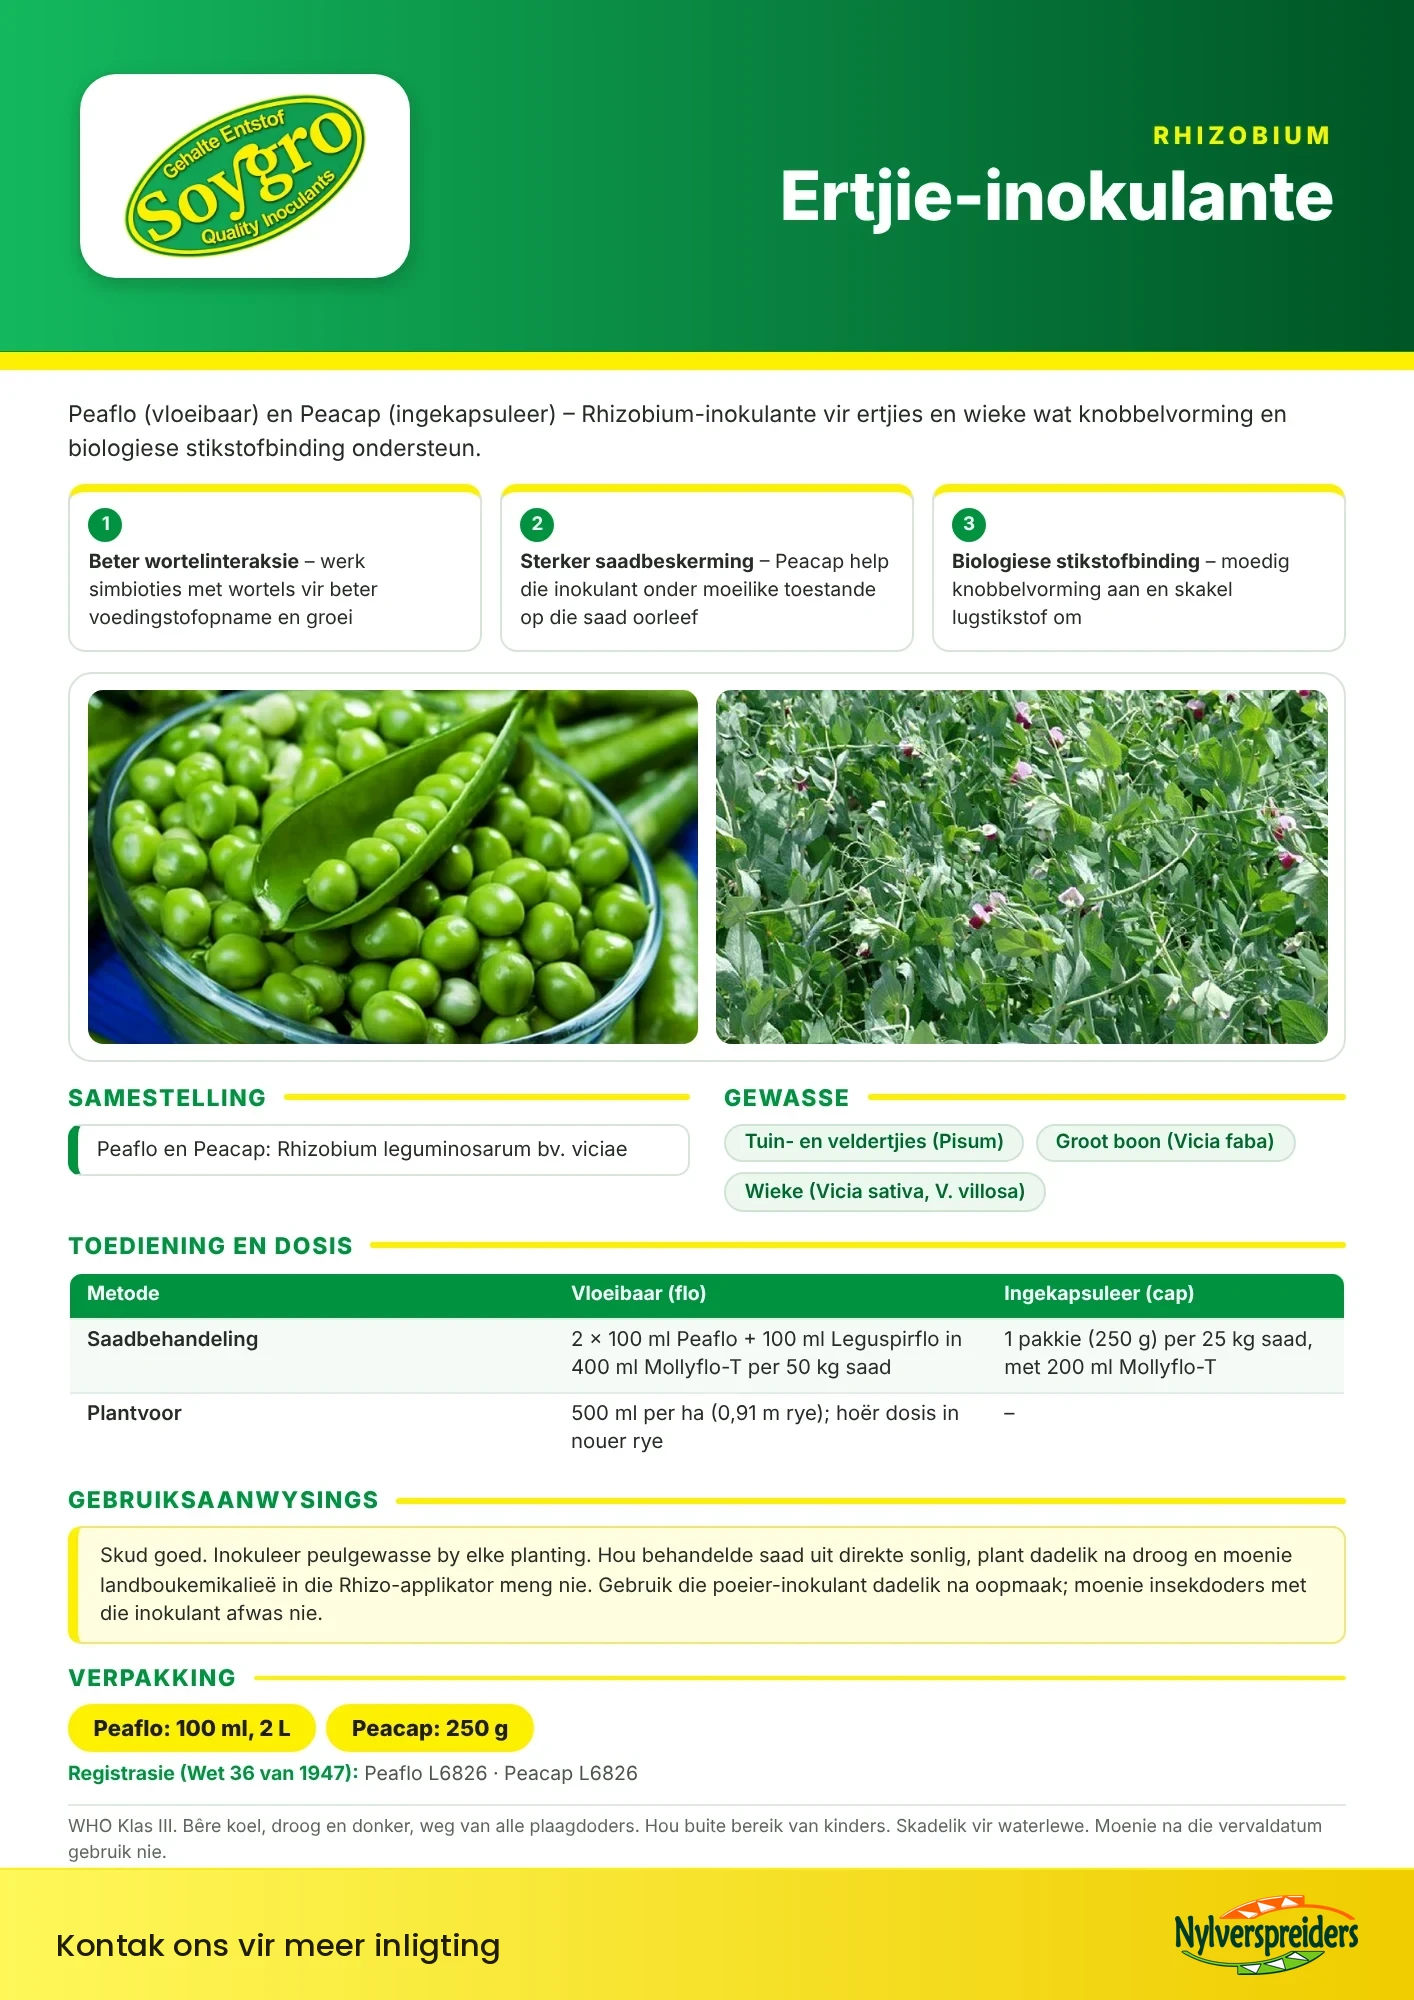 Gehalte Entstof
Soygro
Quality Inoculants
RHIZOBIUM
Ertjie-inokulante
Peaflo (vloeibaar) en Peacap (ingekapsuleer) – Rhizobium-inokulante vir ertjies en wieke wat knobbelvorming en
biologiese stikstofbinding ondersteun.
1
Beter wortelinteraksie – werk
simbioties met wortels vir beter
voedingstofopname en groei
2
Sterker saadbeskerming – Peacap help
die inokulant onder moeilike toestande
op die saad oorleef
3
Biologiese stikstofbinding – moedig
knobbelvorming aan en skakel
lugstikstof om
SAMESTELLING
Peaflo en Peacap: Rhizobium leguminosarum bv. viciae
GEWASSE
Tuin- en veldertjies (Pisum)
Groot boon (Vicia faba)
Wieke (Vicia sativa, V. villosa)
TOEDIENING EN DOSIS
Metode Vloeibaar (flo) Ingekapsuleer (cap)
Saadbehandeling 2 × 100 ml Peaflo + 100 ml Leguspirflo in 1 pakkie (250 g) per 25 kg saad,
400 ml Mollyflo-T per 50 kg saad met 200 ml Mollyflo-T
Plantvoor 500 ml per ha (0,91 m rye); hoër dosis in –
nouer rye
GEBRUIKSAANWYSINGS
Skud goed. Inokuleer peulgewasse by elke planting. Hou behandelde saad uit direkte sonlig, plant dadelik na droog en moenie
landboukemikalieë in die Rhizo-applikator meng nie. Gebruik die poeier-inokulant dadelik na oopmaak; moenie insekdoders met
die inokulant afwas nie.
VERPAKKING
Peaflo: 100 ml, 2 L
Peacap: 250 g
Registrasie (Wet 36 van 1947): Peaflo L6826 · Peacap L6826
WHO Klas III. Bêre koel, droog en donker, weg van alle plaagdoders. Hou buite bereik van kinders. Skadelik vir waterlewe. Moenie na die vervaldatum
gebruik nie.
Kontak ons vir meer inligting
Nylverspreiders